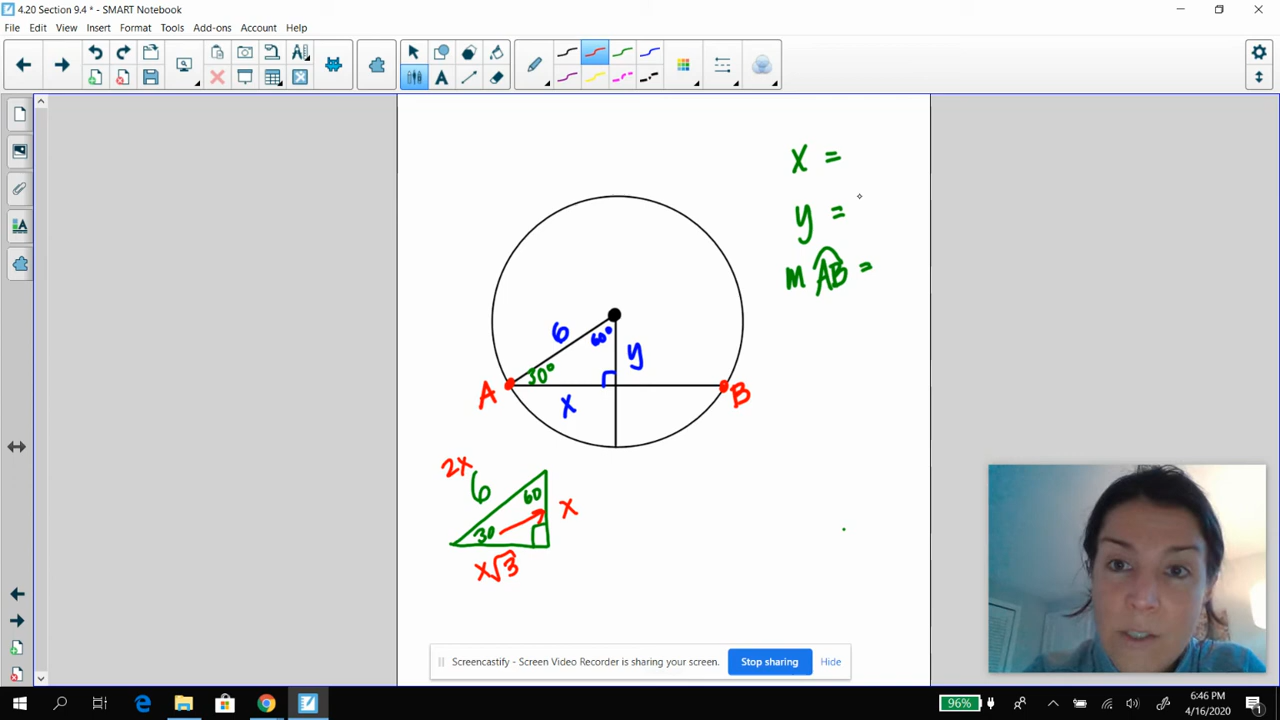 4.20 Section 9.4 * - SMART Notebook
File Edit View Insert Format Tools Add-ons Account Help
x =
y =
m AB =
6
60°
y
30°
A
x
B
2x
6
60
x
30
x√3
Screencastify - Screen Video Recorder is sharing your screen.
Stop sharing
Hide
96%
6:46 PM
4/16/2020